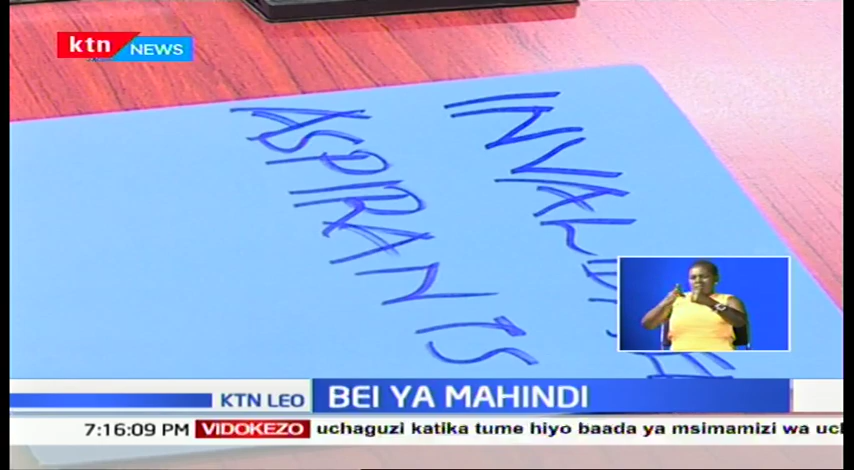 ktn NEWS
INVALID
ASPIRANTS
KTN LEO
BEI YA MAHINDI
7:16:09 PM VIDOKEZO uchaguzi katika tume hiyo baada ya msimamizi wa